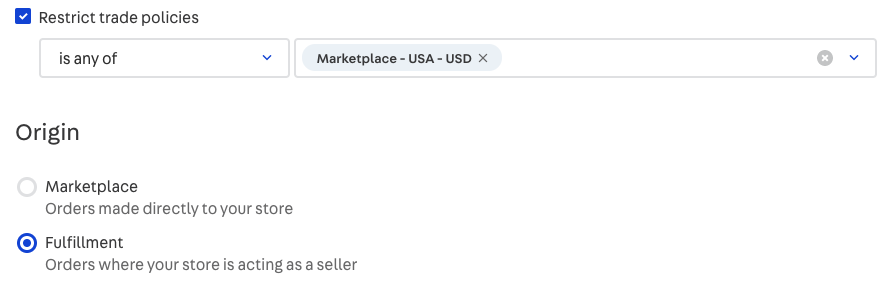 Restrict trade policies
is any of
Marketplace - USA - USD
Origin
Marketplace
Orders made directly to your store
Fulfillment
Orders where your store is acting as a seller